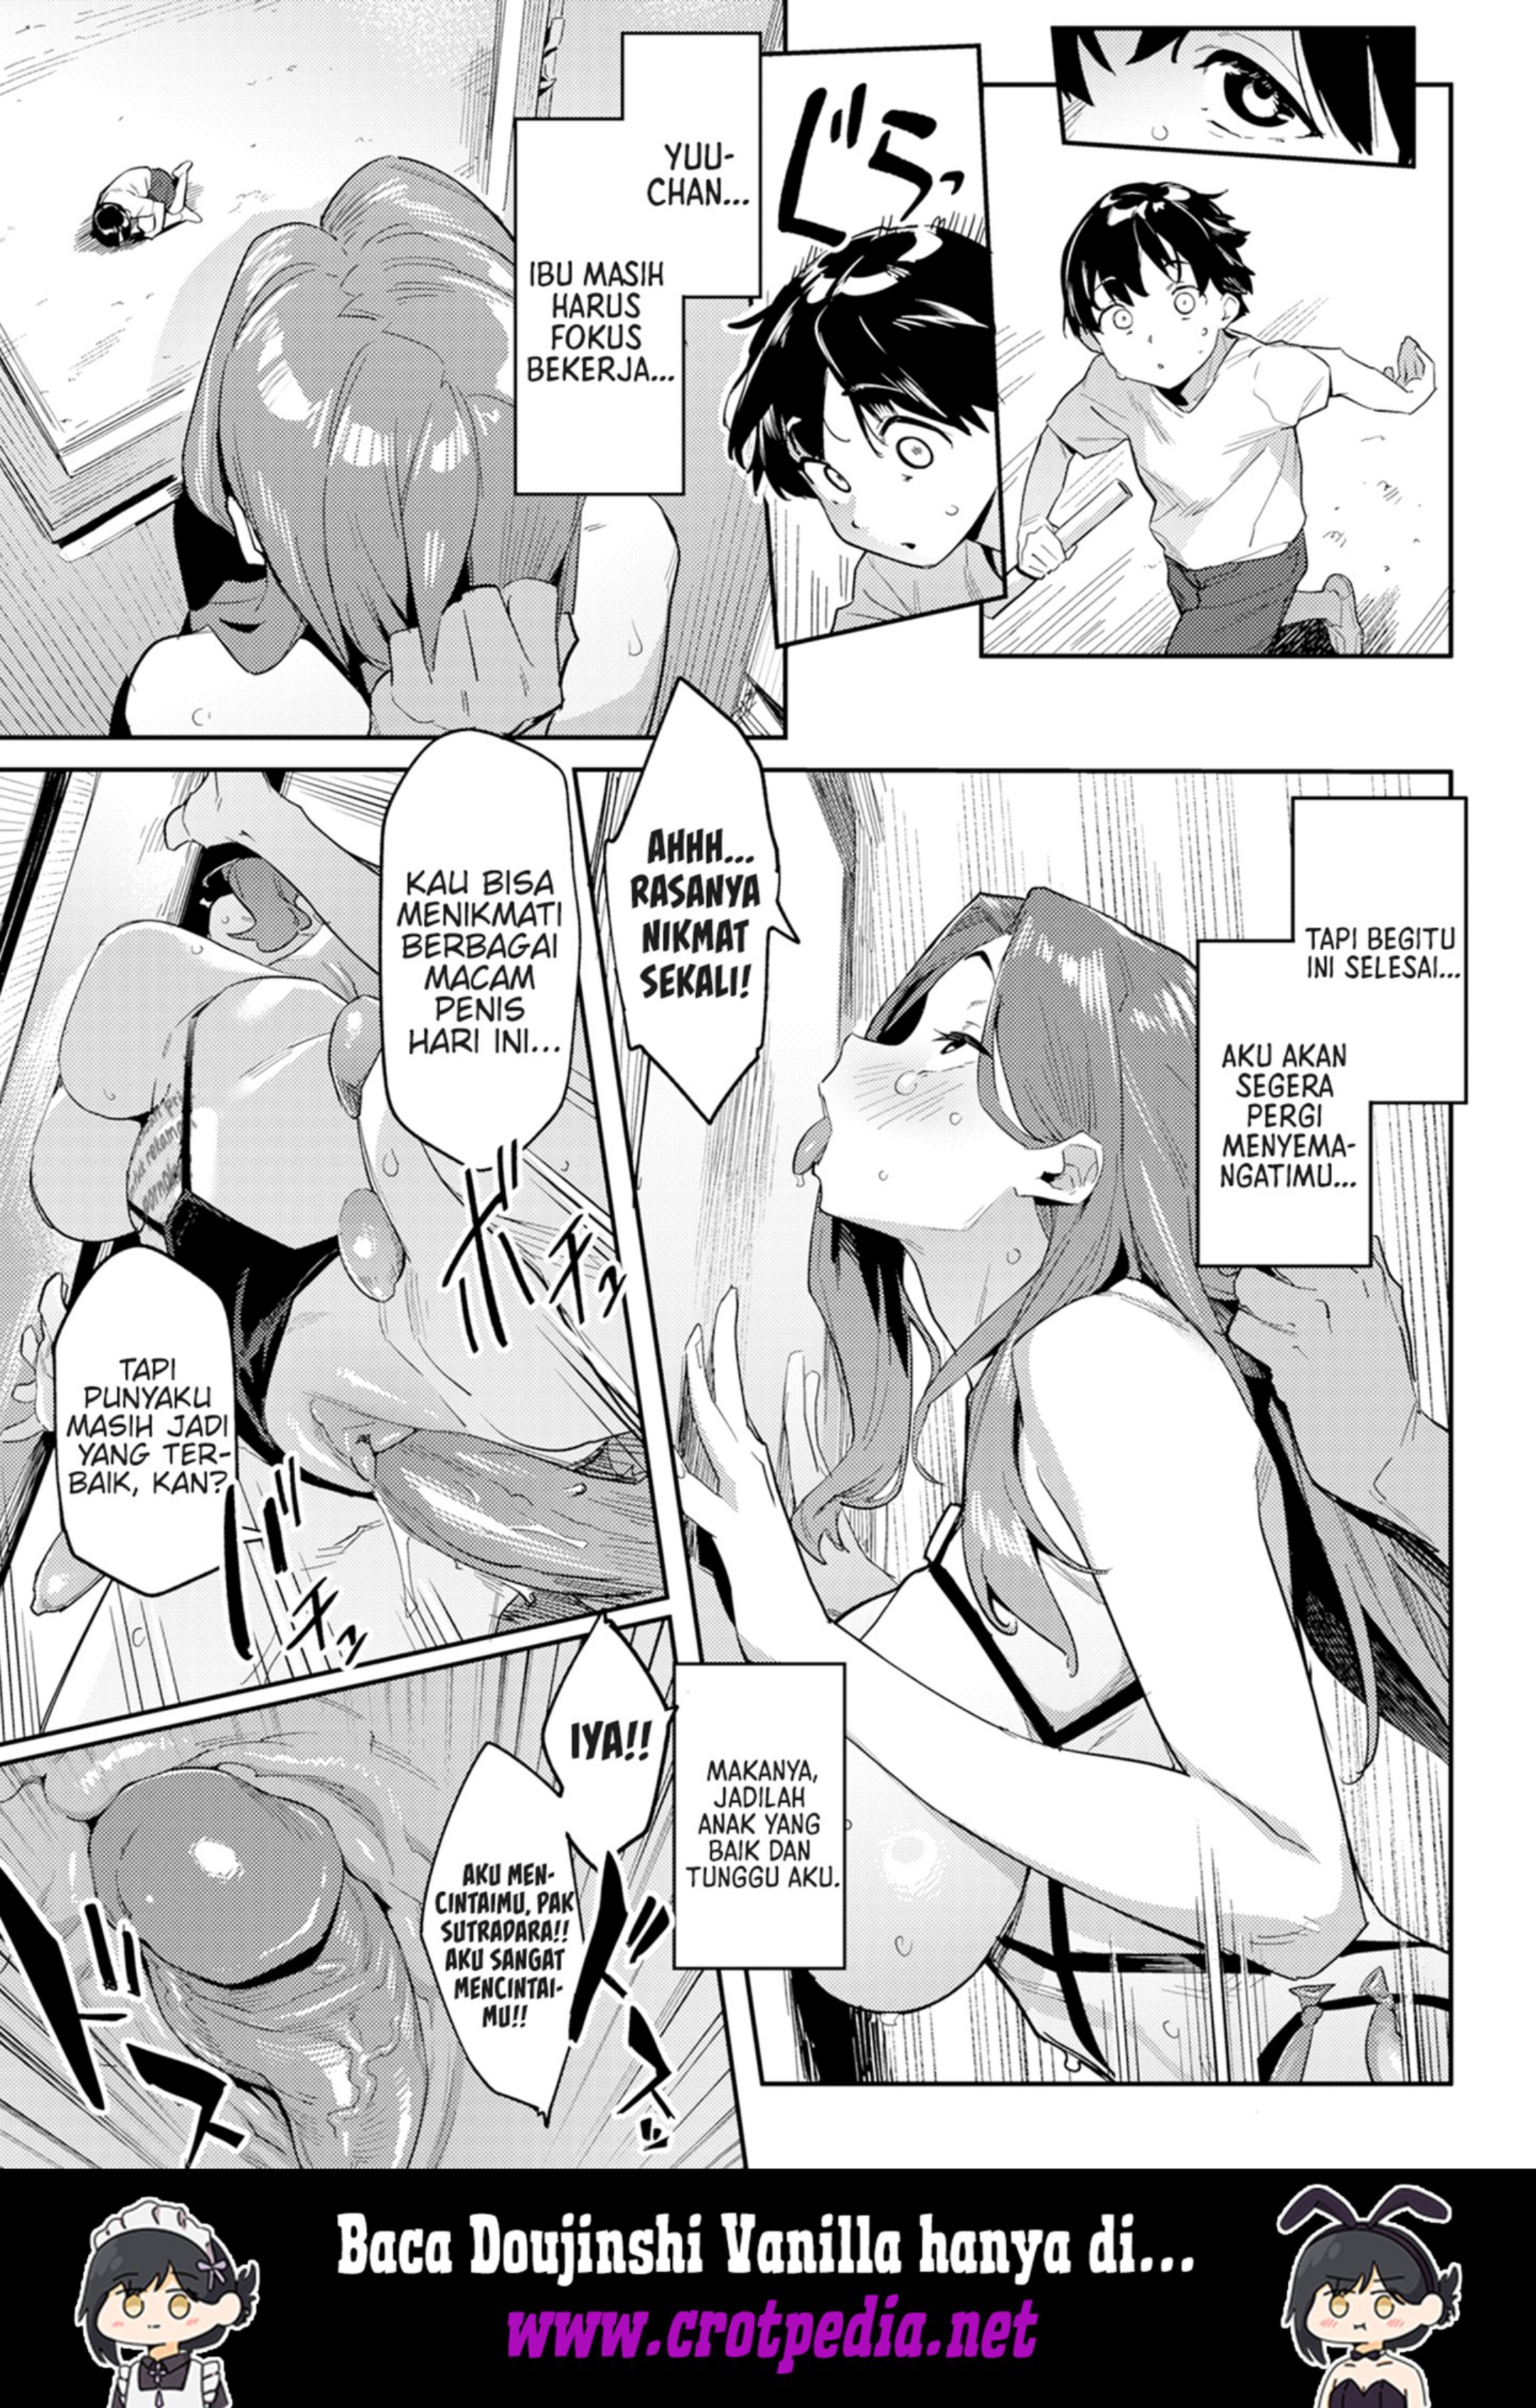 じらっ
YUU-
CHAN...
IBU MASIH
HARUS
FOKUS
BEKERJA...
TAPI BEGITU
INI SELESAI...
AKU AKAN
SEGERA
PERGI
MENYEMA-
NGATIMU...
AHHH...
RASANYA
NIKMAT
SEKALI!
MAKANYA,
JADILAH
ANAK YANG
BAIK DAN
TUNGGU AKU.
KAU BISA
MENIKMATI
BERBAGAI
MACAM
PENIS
HARI INI...
TAPI
PUNYAKU
MASIH JADI
YANG TER-
BAIK, KAN?
IYA!!
AKU MEN-
CINTAIMU, PAK
SUTRADARA!!
AKU SANGAT
MENCINTAI-
MU!!
Baca Doujinshi Vanilla hanya di...
www.crotpedia.net